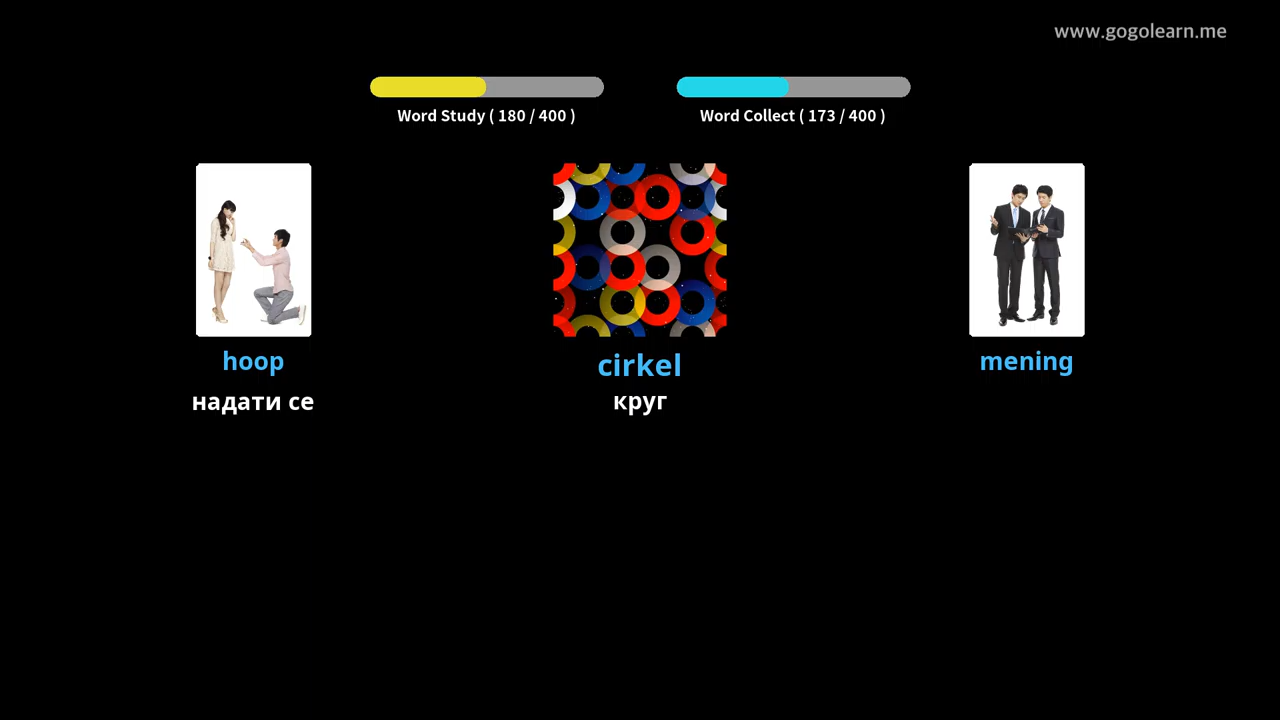 www.gogolearn.me
Word Study ( 180 / 400 )
Word Collect ( 173 / 400 )
hoop
cirkel
mening
надати се
круг